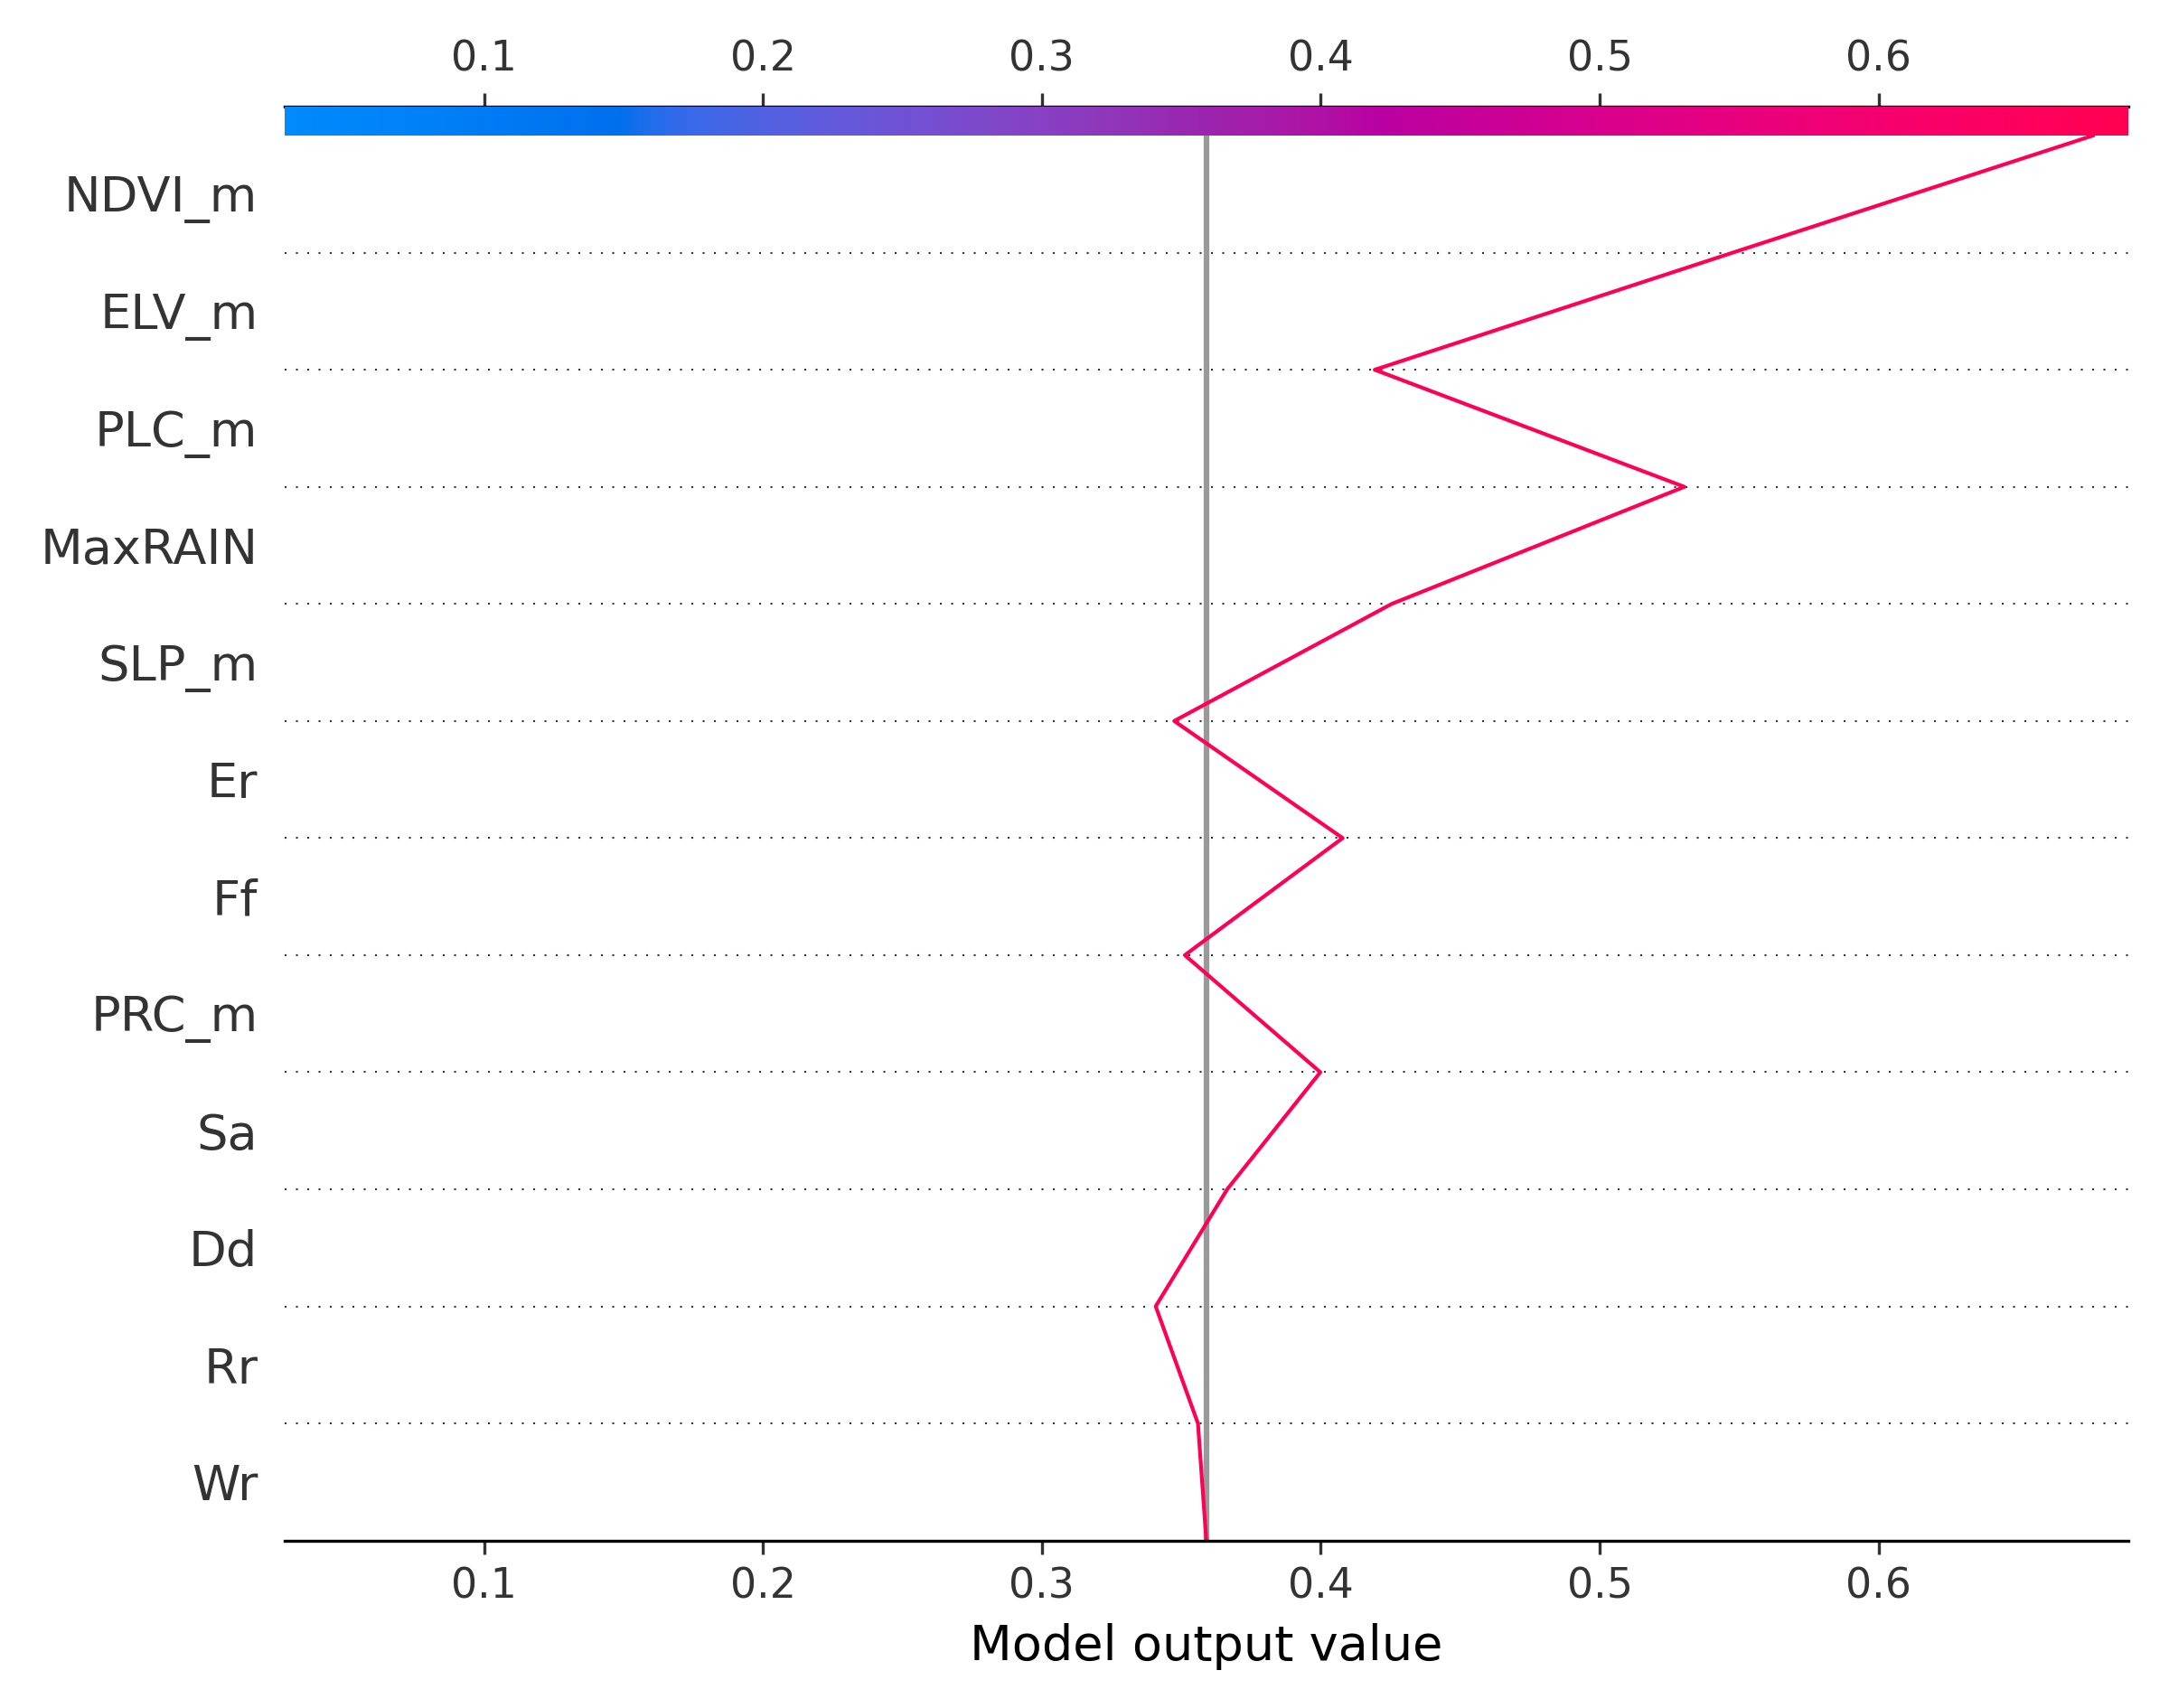 0.1 0.2 0.3 0.4 0.5 0.6
NDVI_m
ELV_m
PLC_m
MaxRAIN
SLP_m
Er
Ff
PRC_m
Sa
Dd
Rr
Wr
0.1 0.2 0.3 0.4 0.5 0.6
Model output value